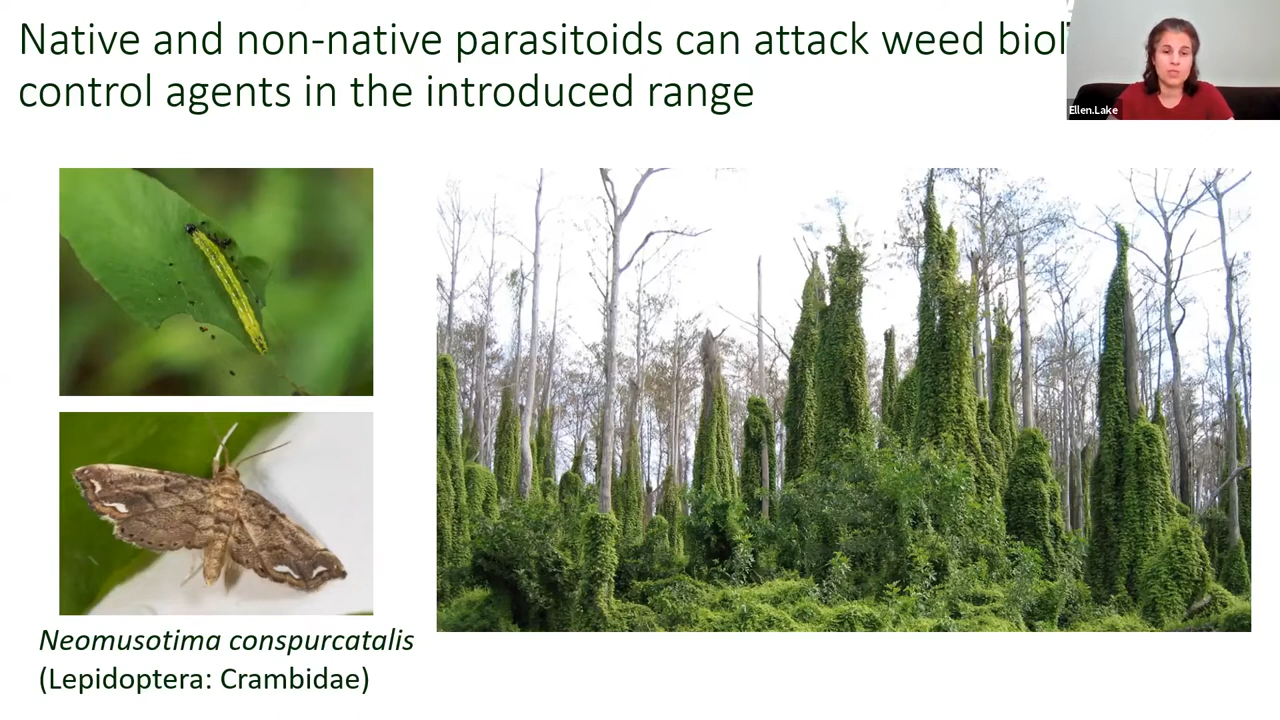 Native and non-native parasitoids can attack weed biol
control agents in the introduced range
Ellen.Lake
Neomusotima conspurcatalis
(Lepidoptera: Crambidae)